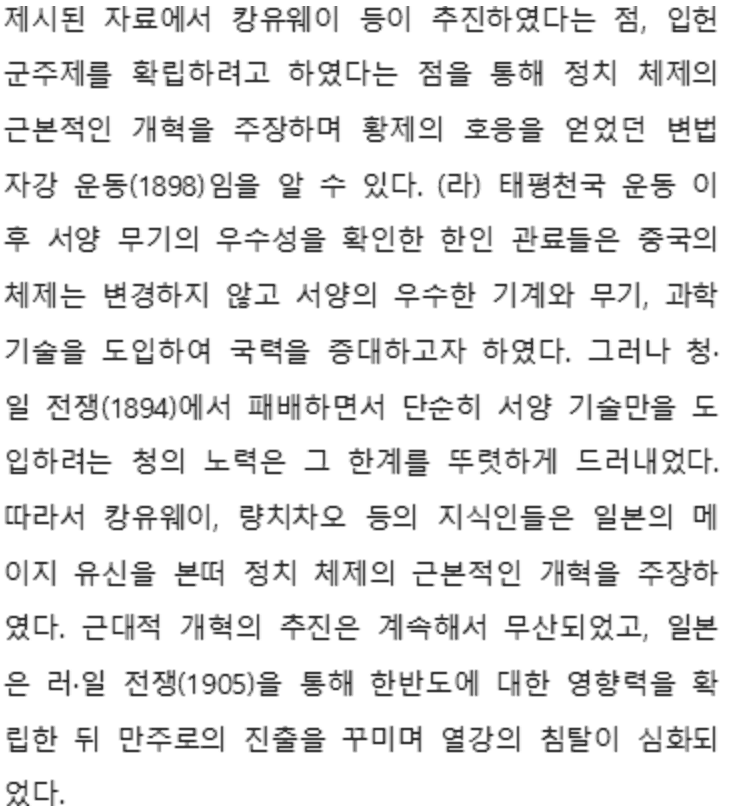 제시된 자료에서 캉유웨이 등이 추진하였다는 점, 입헌
군주제를 확립하려고 하였다는 점을 통해 정치 체제의
근본적인 개혁을 주장하며 황제의 호응을 얻었던 변법
자강 운동(1898)임을 알 수 있다. (라) 태평천국 운동 이
후 서양 무기의 우수성을 확인한 한인 관료들은 중국의
체제는 변경하지 않고 서양의 우수한 기계와 무기, 과학
기술을 도입하여 국력을 증대하고자 하였다. 그러나 청·
일 전쟁(1894)에서 패배하면서 단순히 서양 기술만을 도
입하려는 청의 노력은 그 한계를 뚜렷하게 드러내었다.
따라서 캉유웨이, 량치차오 등의 지식인들은 일본의 메
이지 유신을 본떠 정치 체제의 근본적인 개혁을 주장하
였다. 근대적 개혁의 추진은 계속해서 무산되었고, 일본
은 러·일 전쟁(1905)을 통해 한반도에 대한 영향력을 확
립한 뒤 만주로의 진출을 꾸미며 열강의 침탈이 심화되
었다.